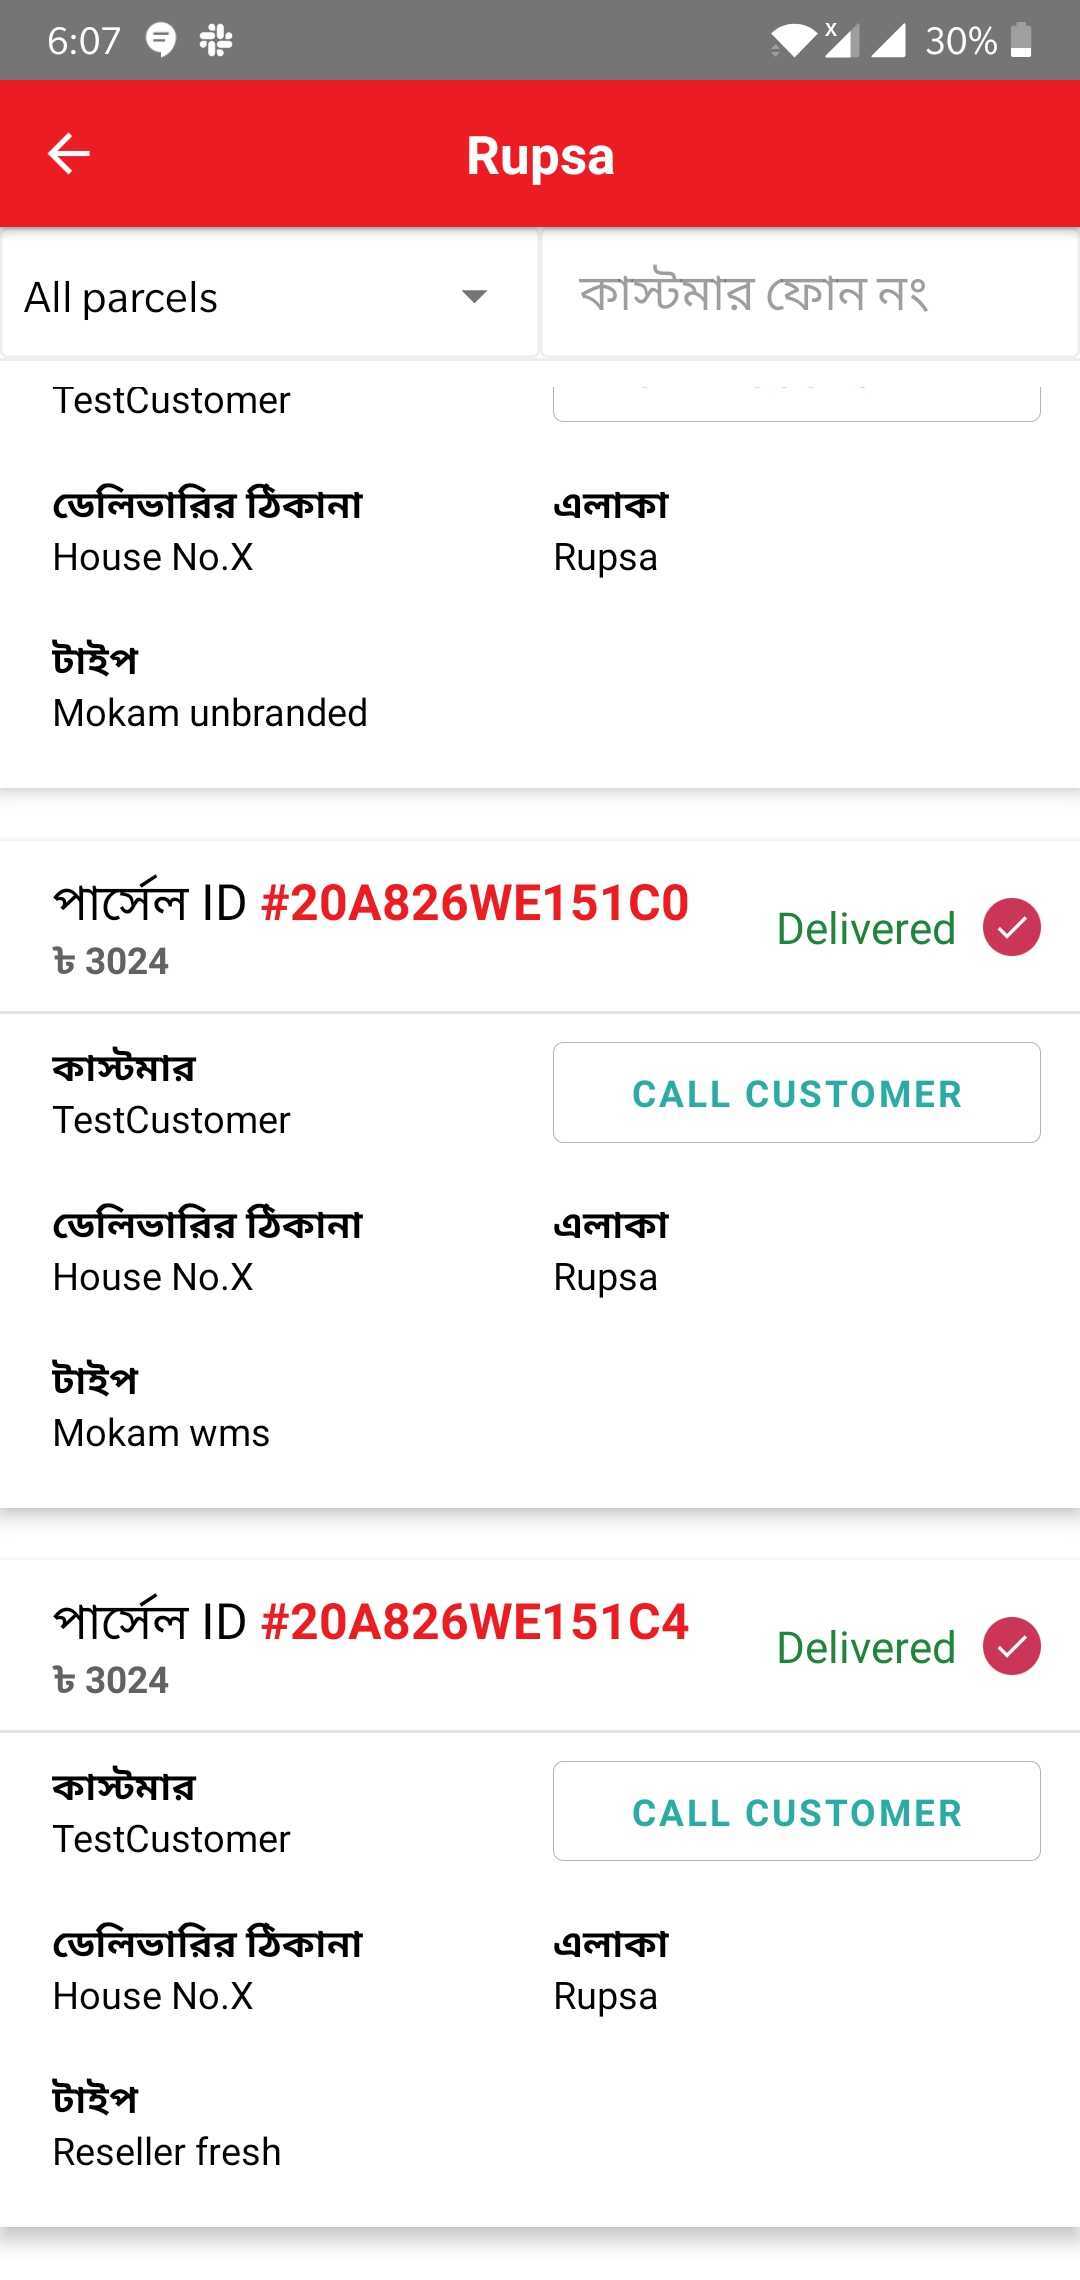 6:07 x 30%
Rupsa
All parcels
কাস্টমার ফোন নং
TestCustomer
ডেলিভারির ঠিকানা এলাকা
House No.X Rupsa
টাইপ
Mokam unbranded
পার্সেল ID #20A826WE151C0 Delivered
৳ 3024
কাস্টমার
CALL CUSTOMER
TestCustomer
ডেলিভারির ঠিকানা এলাকা
House No.X Rupsa
টাইপ
Mokam wms
পার্সেল ID #20A826WE151C4 Delivered
৳ 3024
কাস্টমার
CALL CUSTOMER
TestCustomer
ডেলিভারির ঠিকানা এলাকা
House No.X Rupsa
টাইপ
Reseller fresh